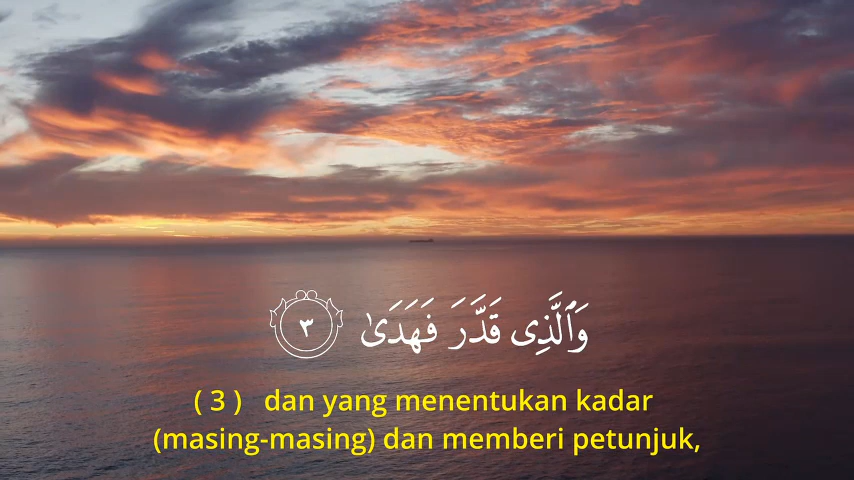 وَٱلَّذِى قَدَّرَ فَهَدَىٰ ٣
( 3 ) dan yang menentukan kadar
(masing-masing) dan memberi petunjuk,